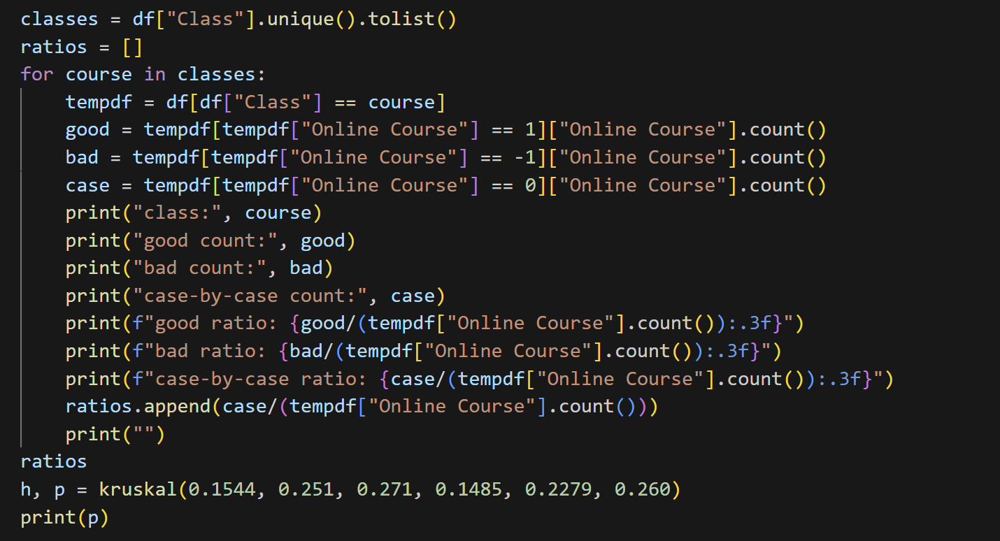 classes = df["Class"].unique().tolist()
ratios = []
for course in classes:
    tempdf = df[df["Class"] == course]
    good = tempdf[tempdf["Online Course"] == 1]["Online Course"].count()
    bad = tempdf[tempdf["Online Course"] == -1]["Online Course"].count()
    case = tempdf[tempdf["Online Course"] == 0]["Online Course"].count()
    print("class:", course)
    print("good count:", good)
    print("bad count:", bad)
    print("case-by-case count:", case)
    print(f"good ratio: {good/(tempdf["Online Course"].count()):.3f}")
    print(f"bad ratio: {bad/(tempdf["Online Course"].count()):.3f}")
    print(f"case-by-case ratio: {case/(tempdf["Online Course"].count()):.3f}")
    ratios.append(case/(tempdf["Online Course"].count()))
    print("")
ratios
h, p = kruskal(0.1544, 0.251, 0.271, 0.1485, 0.2279, 0.260)
print(p)